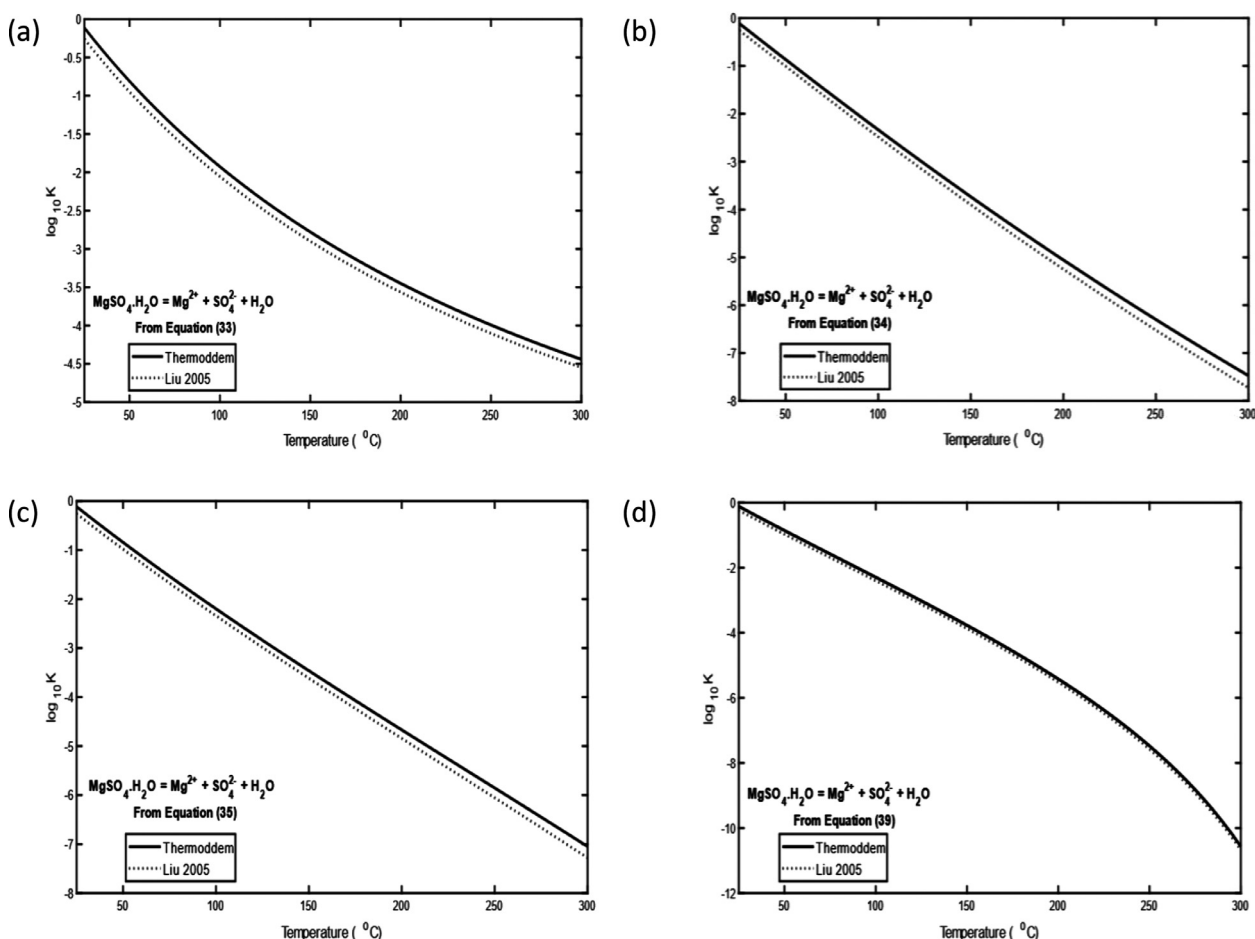 (a)
0
-0.5
-1
-1.5
-2
-2.5
-3
-3.5
-4
-4.5
-5
log 10 K
MgSO4.H2O = Mg2+ + SO42- + H2O
From Equation (33)
Thermoddem
Liu 2005
50 100 150 200 250 300
Temperature ( °C)
(b)
0
-1
-2
-3
-4
-5
-6
-7
-8
log 10 K
MgSO4.H2O = Mg2+ + SO42- + H2O
From Equation (34)
Thermoddem
Liu 2005
50 100 150 200 250 300
Temperature ( °C)
(c)
0
-1
-2
-3
-4
-5
-6
-7
-8
log 10 K
MgSO4.H2O = Mg2+ + SO42- + H2O
From Equation (35)
Thermoddem
Liu 2005
50 100 150 200 250 300
Temperature ( °C)
(d)
0
-2
-4
-6
-8
-10
-12
log 10 K
MgSO4.H2O = Mg2+ + SO42- + H2O
From Equation (39)
Thermoddem
Liu 2005
50 100 150 200 250 300
Temperature ( °C)